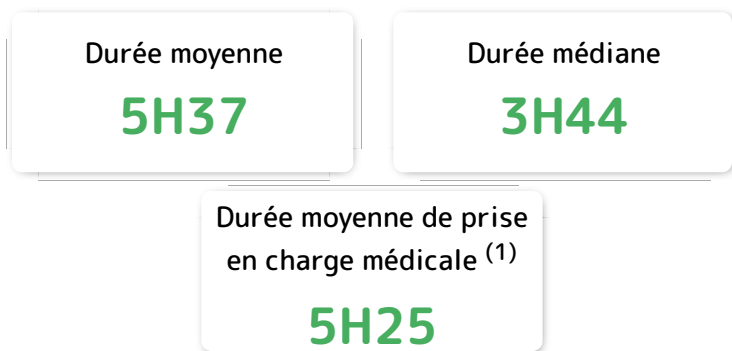 Durée moyenne
5H37
Durée médiane
3H44
Durée moyenne de prise
en charge médicale (1)
5H25